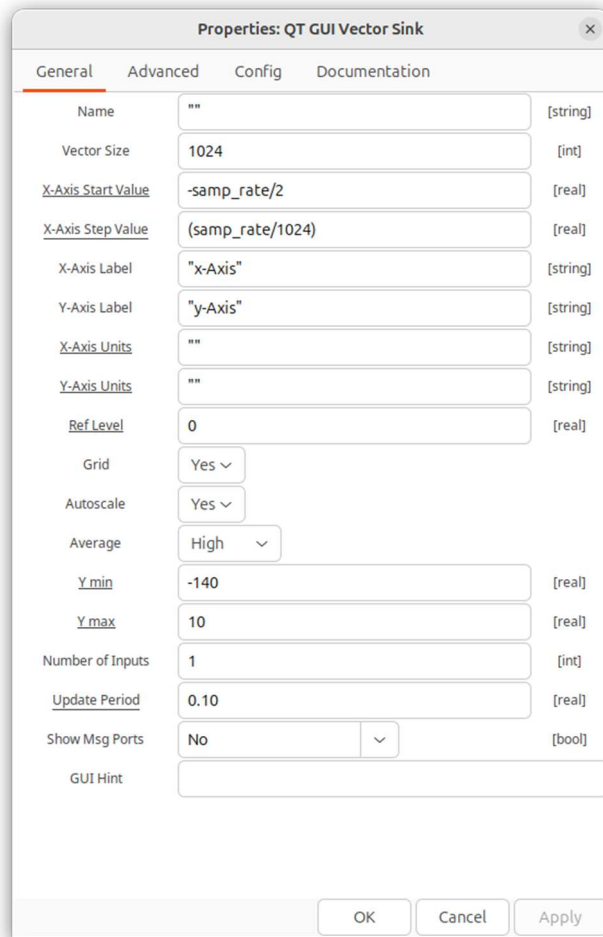 Properties: QT GUI Vector Sink ×
General Advanced Config Documentation
Name "" [string]
Vector Size 1024 [int]
X-Axis Start Value -samp_rate/2 [real]
X-Axis Step Value (samp_rate/1024) [real]
X-Axis Label "x-Axis" [string]
Y-Axis Label "y-Axis" [string]
X-Axis Units "" [string]
Y-Axis Units "" [string]
Ref Level 0 [real]
Grid Yes
Autoscale Yes
Average High
Y min -140 [real]
Y max 10 [real]
Number of Inputs 1 [int]
Update Period 0.10 [real]
Show Msg Ports No [bool]
GUI Hint
OK Cancel Apply